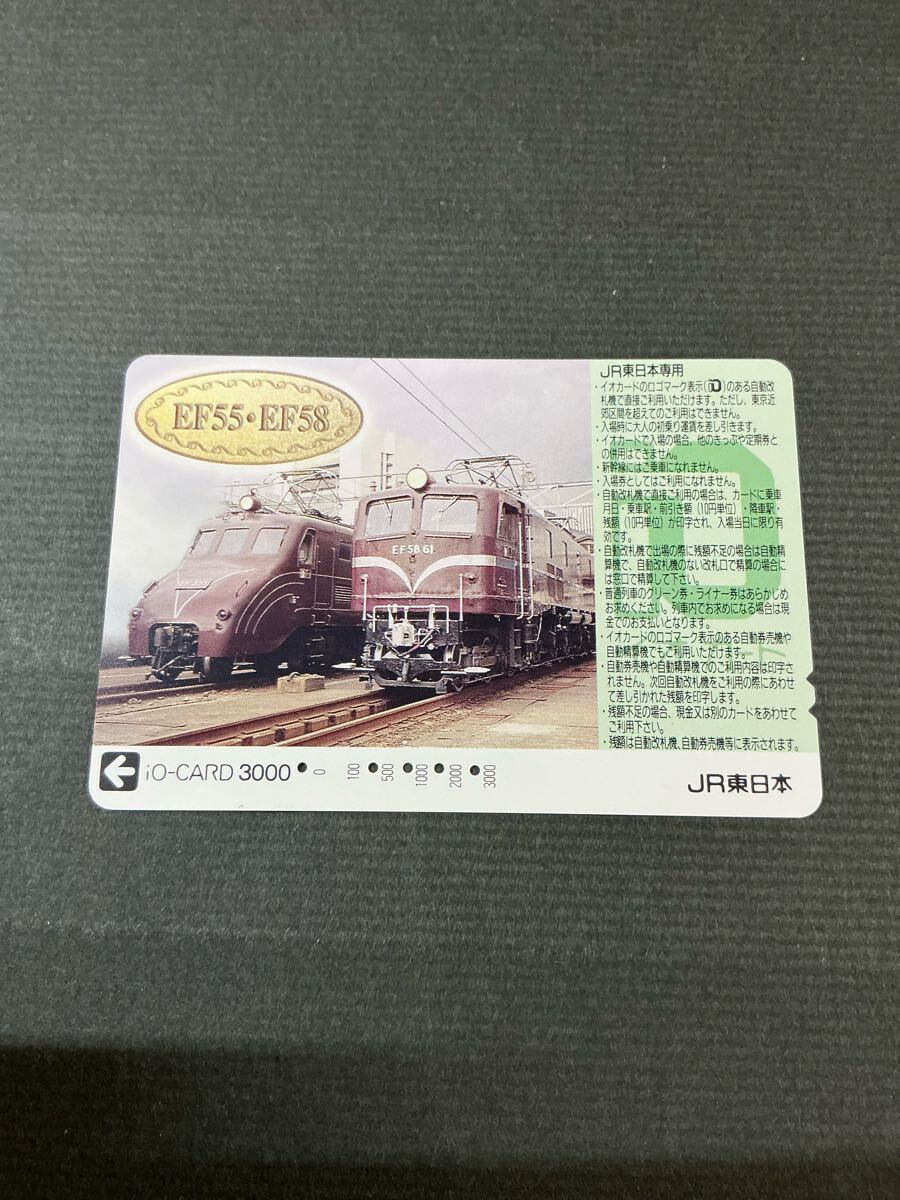 EF55・EF58
EF58 61
JR東日本専用
・イオカードのロゴマーク表示(iO)のある自動改
札機で直接ご利用いただけます。ただし、東京近
郊区間を超えてのご利用はできません。
・入場時に大人の初乗り運賃を差し引きます。
・イオカードで入場の場合、他のきっぷや定期券と
の併用はできません。
・新幹線にはご乗車になれません。
・入場券としてはご利用になれません。
・自動改札機で直接ご利用の場合は、カードに乗車
月日・乗車駅・前引き額(10円単位)・降車駅・
残額(10円単位)が印字され、入場当日に限り有
効です。
・自動改札機で出場の際に残額不足の場合は自動精
算機で、自動改札機のない改札口で精算の場合に
は窓口で精算して下さい。
・普通列車のグリーン券・ライナー券はあらかじめ
お求めください。列車内でお求めになる場合は現
金でのお支払いとなります。
・イオカードのロゴマーク表示のある自動券売機や
自動精算機でもご利用いただけます。
・自動券売機や自動精算機でのご利用内容は印字さ
れません。次回自動改札機をご利用の際にあわせ
て差し引かれた残額を印字します。
・残額不足の場合、現金又は別のカードをあわせて
ご利用下さい。
・残額は自動改札機、自動券売機等に表示されます。
iO-CARD 3000 0 100 500 1000 2000 3000
JR東日本